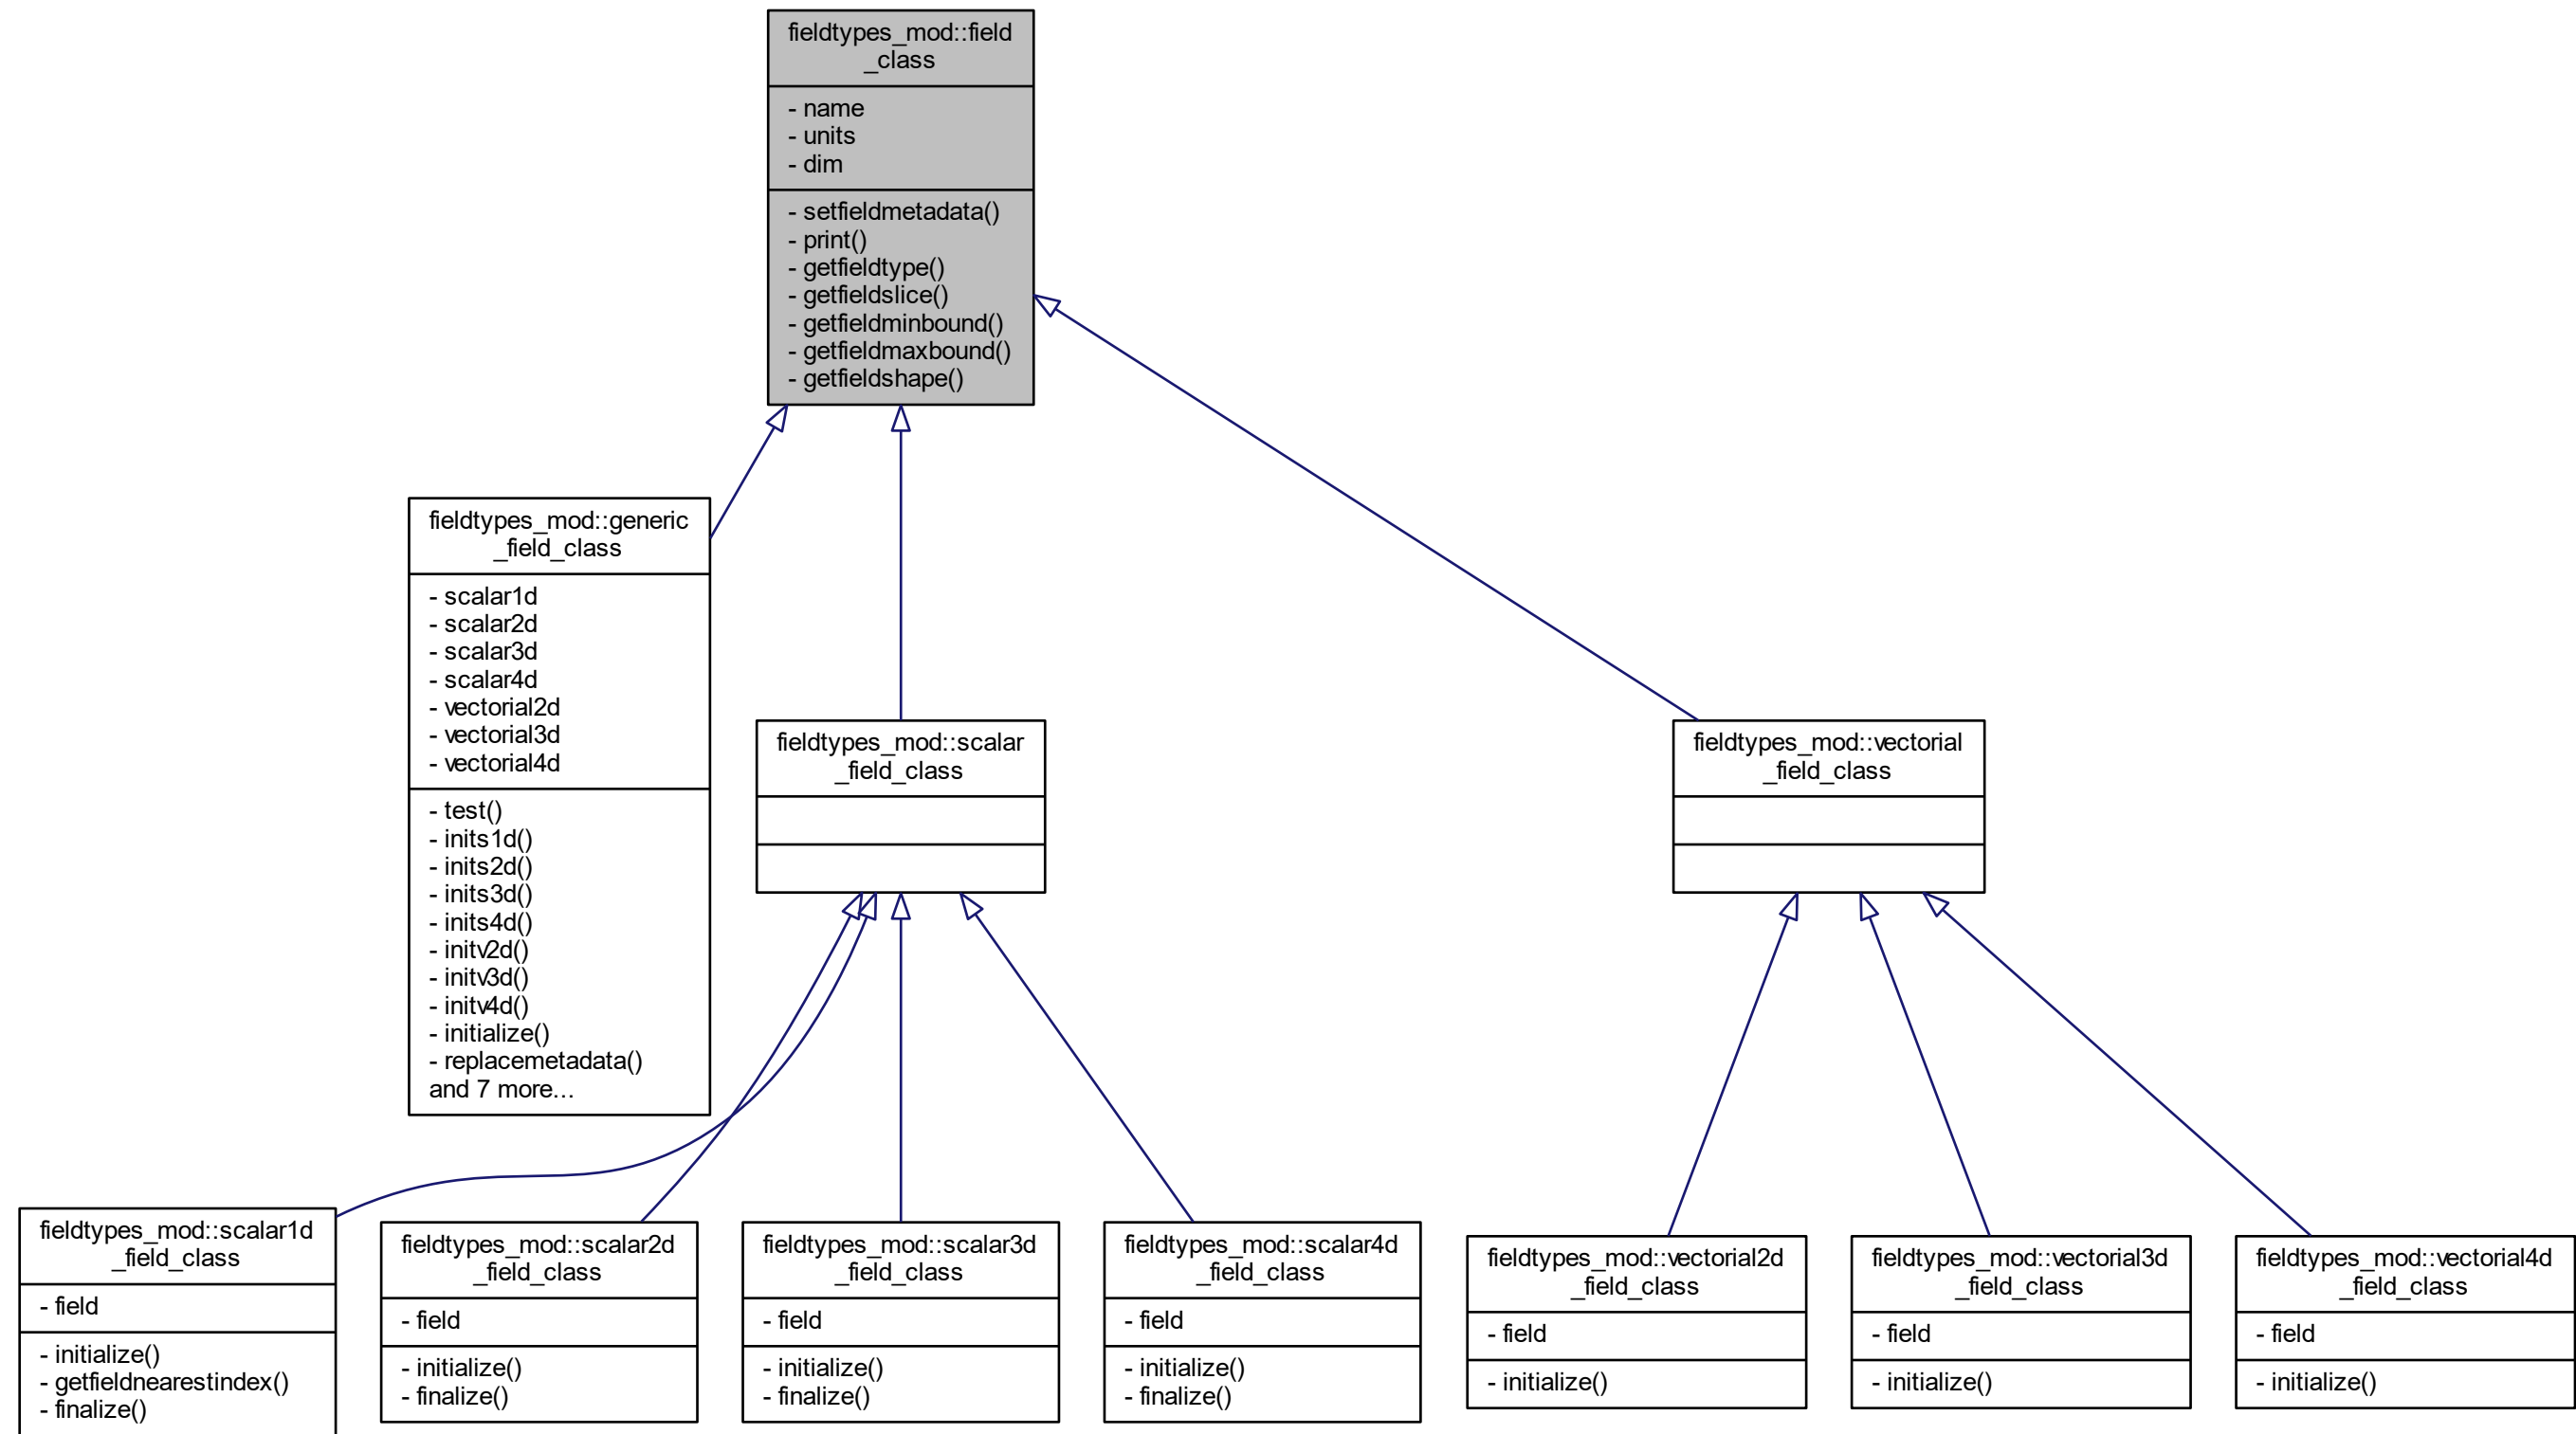 fieldtypes_mod::field
_class
- name
- units
- dim
- setfieldmetadata()
- print()
- getfieldtype()
- getfieldslice()
- getfieldminbound()
- getfieldmaxbound()
- getfieldshape()
fieldtypes_mod::generic
_field_class
- scalar1d
- scalar2d
- scalar3d
- scalar4d
- vectorial2d
- vectorial3d
- vectorial4d
- test()
- inits1d()
- inits2d()
- inits3d()
- inits4d()
- initv2d()
- initv3d()
- initv4d()
- initialize()
- replacemetadata()
and 7 more...
fieldtypes_mod::scalar
_field_class
fieldtypes_mod::vectorial
_field_class
fieldtypes_mod::scalar1d
_field_class
- field
- initialize()
- getfieldnearestindex()
- finalize()
fieldtypes_mod::scalar2d
_field_class
- field
- initialize()
- finalize()
fieldtypes_mod::scalar3d
_field_class
- field
- initialize()
- finalize()
fieldtypes_mod::scalar4d
_field_class
- field
- initialize()
- finalize()
fieldtypes_mod::vectorial2d
_field_class
- field
- initialize()
fieldtypes_mod::vectorial3d
_field_class
- field
- initialize()
fieldtypes_mod::vectorial4d
_field_class
- field
- initialize()